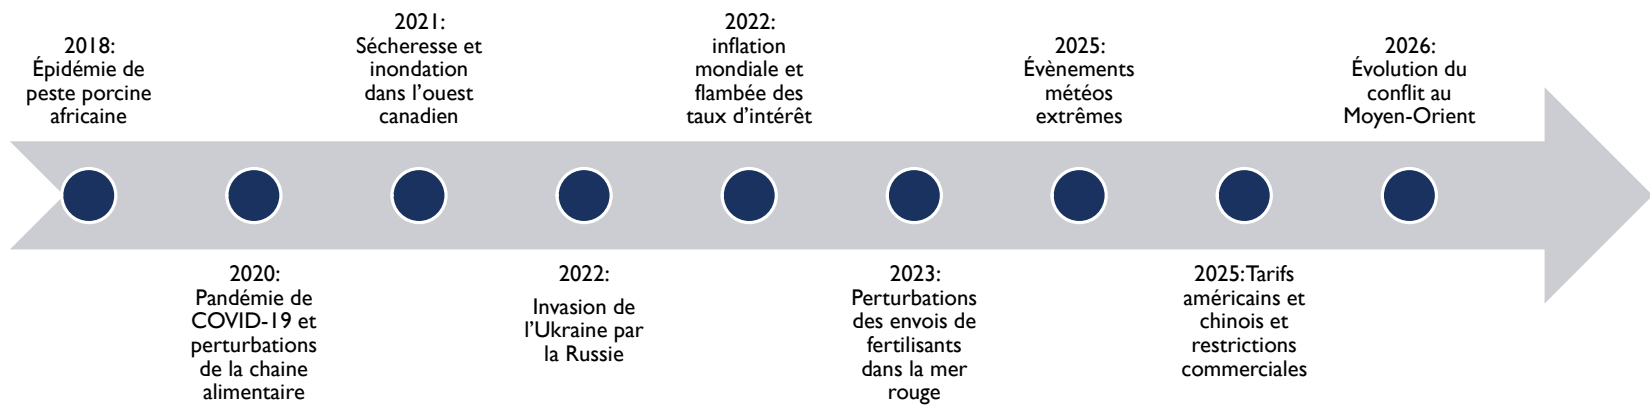 2018:
Épidémie de
peste porcine
africaine
2020:
Pandémie de
COVID-19 et
perturbations
de la chaine
alimentaire
2021:
Sécheresse et
inondation
dans l’ouest
canadien
2022:
Invasion de
l’Ukraine par
la Russie
2022:
inflation
mondiale et
flambée des
taux d’intérêt
2023:
Perturbations
des envois de
fertilisants
dans la mer
rouge
2025:
Évènements
météos
extrêmes
2025:Tarifs
américains et
chinois et
restrictions
commerciales
2026:
Évolution du
conflit au
Moyen-Orient